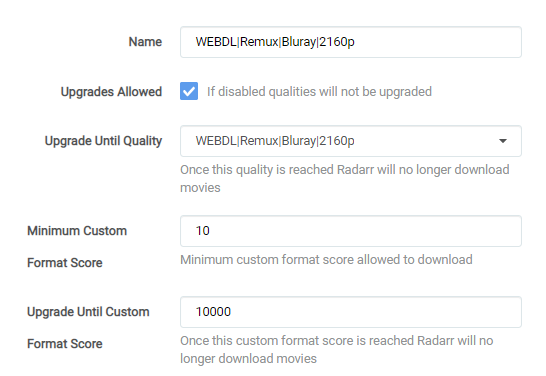 Name
WEBDL|Remux|Bluray|2160p
Upgrades Allowed
If disabled qualities will not be upgraded
Upgrade Until Quality
WEBDL|Remux|Bluray|2160p
Once this quality is reached Radarr will no longer download
movies
Minimum Custom
Format Score
10
Minimum custom format score allowed to download
Upgrade Until Custom
Format Score
10000
Once this custom format score is reached Radarr will no
longer download movies